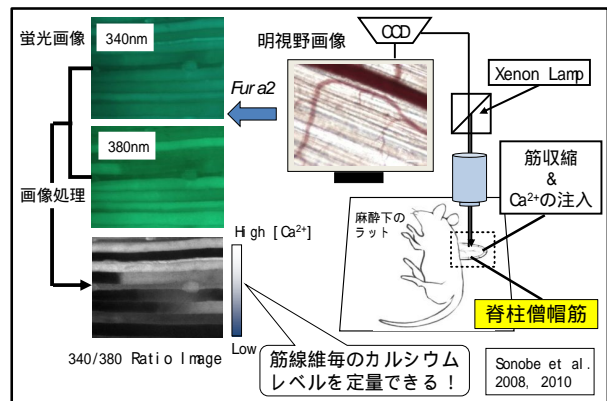 蛍光画像
340nm
明視野画像
CCD
Xenon Lamp
Fura2
380nm
画像処理
筋収縮
&
Ca²⁺の注入
麻酔下の
ラット
High [Ca²⁺]
脊柱僧帽筋
Low
340/380 Ratio Image
筋線維毎のカルシウム
レベルを定量できる！
Sonobe et al.
2008, 2010